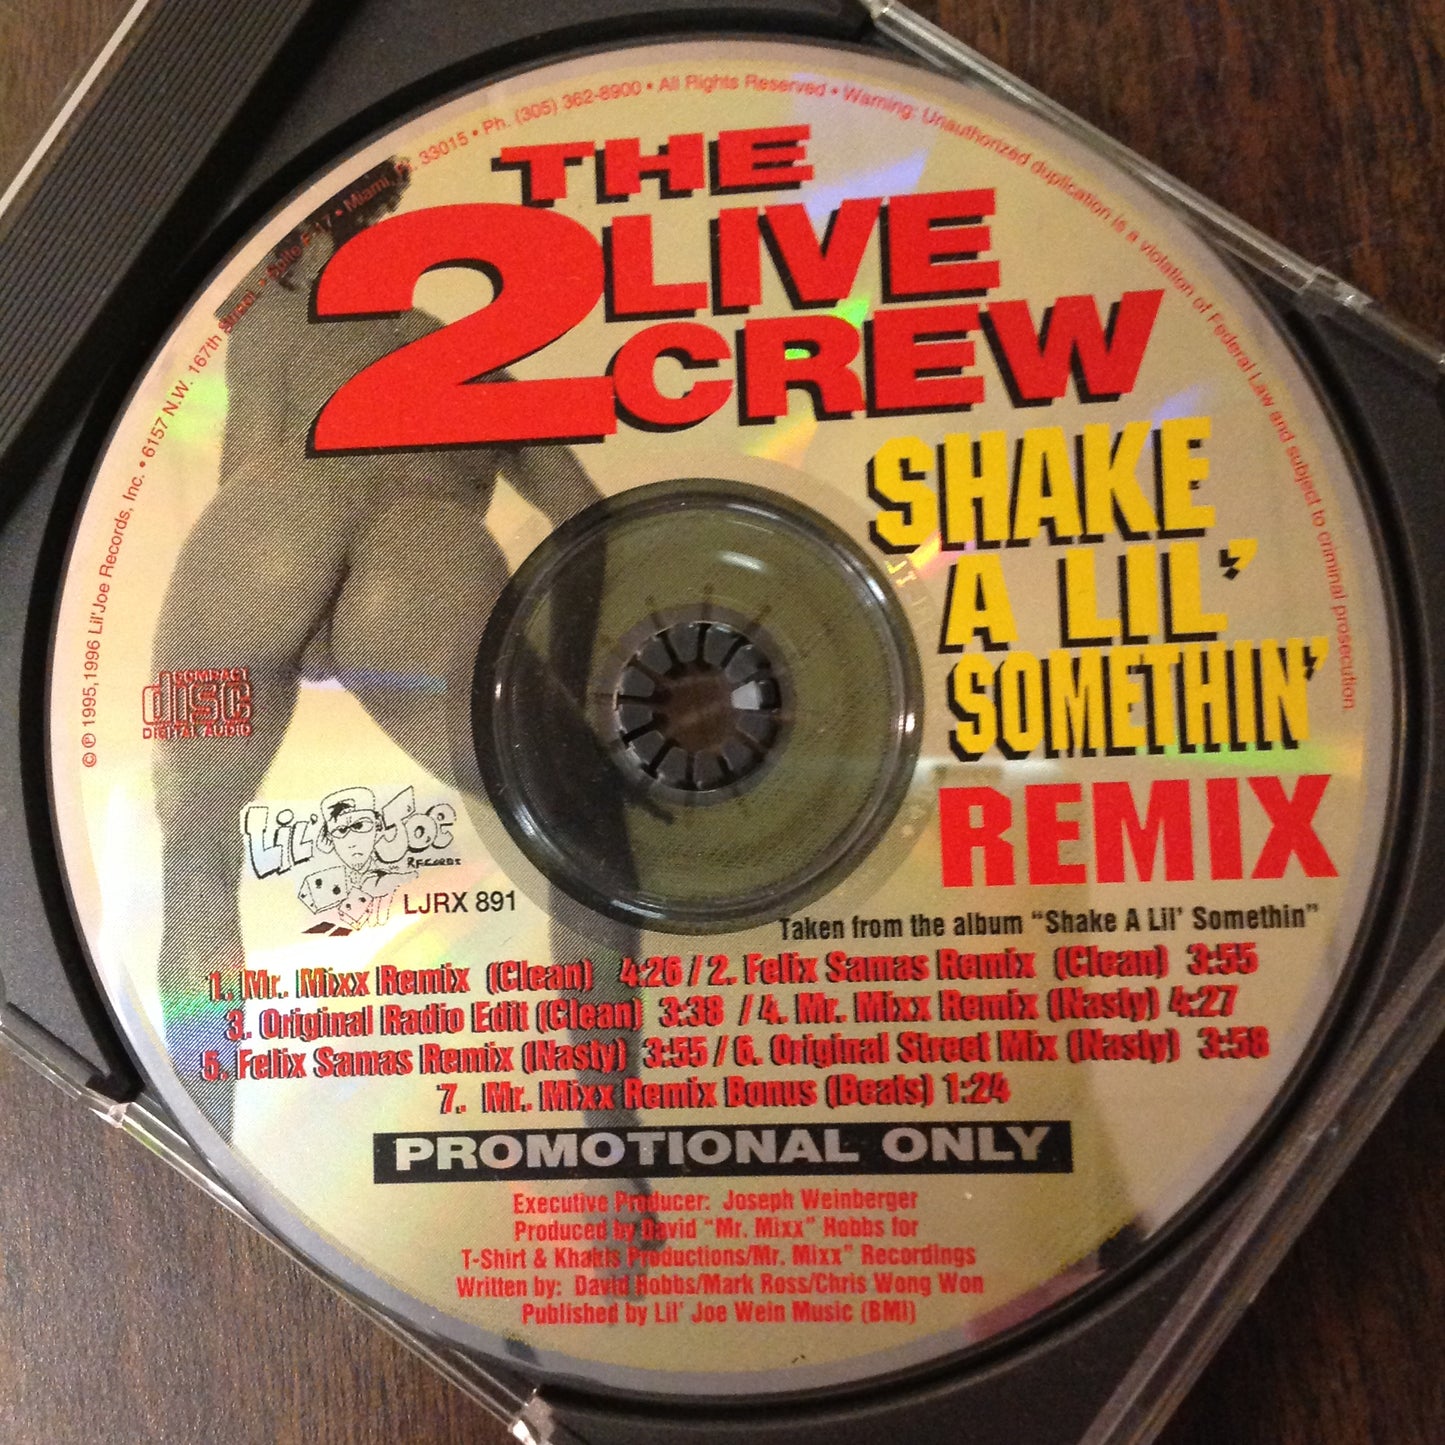 ℗© 1995,1996 Lil'Joe Records, Inc. • 6157 N.W. 167th Street • Suite F-17 • Miami, FL 33015 • Ph. (305) 362-8900 • All Rights Reserved • Warning: Unauthorized duplication is a violation of Federal Law and subject to criminal prosecution.
THE
2 LIVE
CREW
SHAKE
A LIL'
SOMETHIN'
REMIX
COMPACT
disc
DIGITAL AUDIO
LiL' Joe
RECORDS
LJRX 891
Taken from the album “Shake A Lil' Somethin”
1. Mr. Mixx Remix (Clean) 4:26 / 2. Felix Samas Remix (Clean) 3:55
3. Original Radio Edit (Clean) 3:38 / 4. Mr. Mixx Remix (Nasty) 4:27
5. Felix Samas Remix (Nasty) 3:55 / 6. Original Street Mix (Nasty) 3:58
7. Mr. Mixx Remix Bonus (Beats) 1:24
PROMOTIONAL ONLY
Executive Producer: Joseph Weinberger
Produced by David “Mr. Mixx” Hobbs for
T-Shirt & Khakis Productions/Mr. Mixx” Recordings
Written by: David Hobbs/Mark Ross/Chris Wong Won
Published by Lil' Joe Wein Music (BMI)